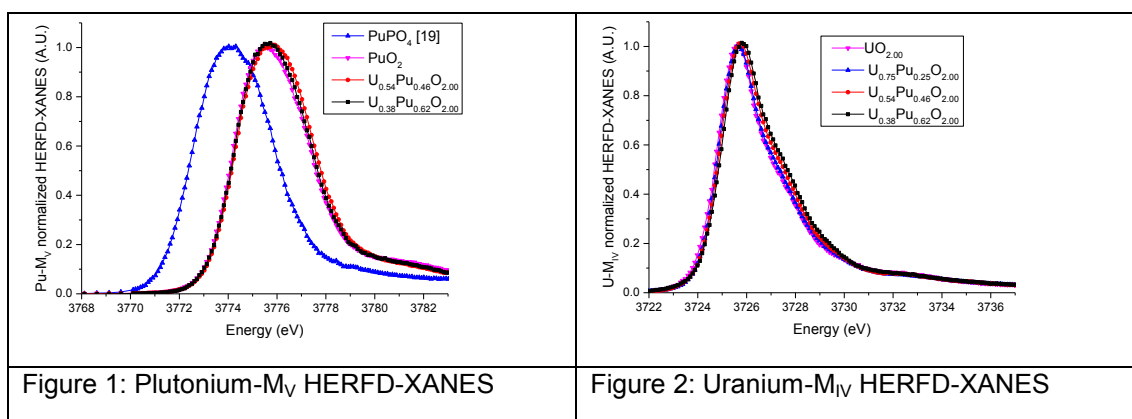 PuPO₄ [19]
PuO₂
U₀.₅₄Pu₀.₄₆O₂.₀₀
U₀.₃₈Pu₀.₆₂O₂.₀₀
Pu-M_V normalized HERFD-XANES (A.U.)
1.0
0.8
0.6
0.4
0.2
0.0
3768 3770 3772 3774 3776 3778 3780 3782
Energy (eV)
UO₂.₀₀
U₀.₇₅Pu₀.₂₅O₂.₀₀
U₀.₅₄Pu₀.₄₆O₂.₀₀
U₀.₃₈Pu₀.₆₂O₂.₀₀
U-M_IV normalized HERFD-XANES (A.U.)
1.0
0.8
0.6
0.4
0.2
0.0
3722 3724 3726 3728 3730 3732 3734 3736
Energy (eV)
Figure 1: Plutonium-M_V HERFD-XANES
Figure 2: Uranium-M_IV HERFD-XANES